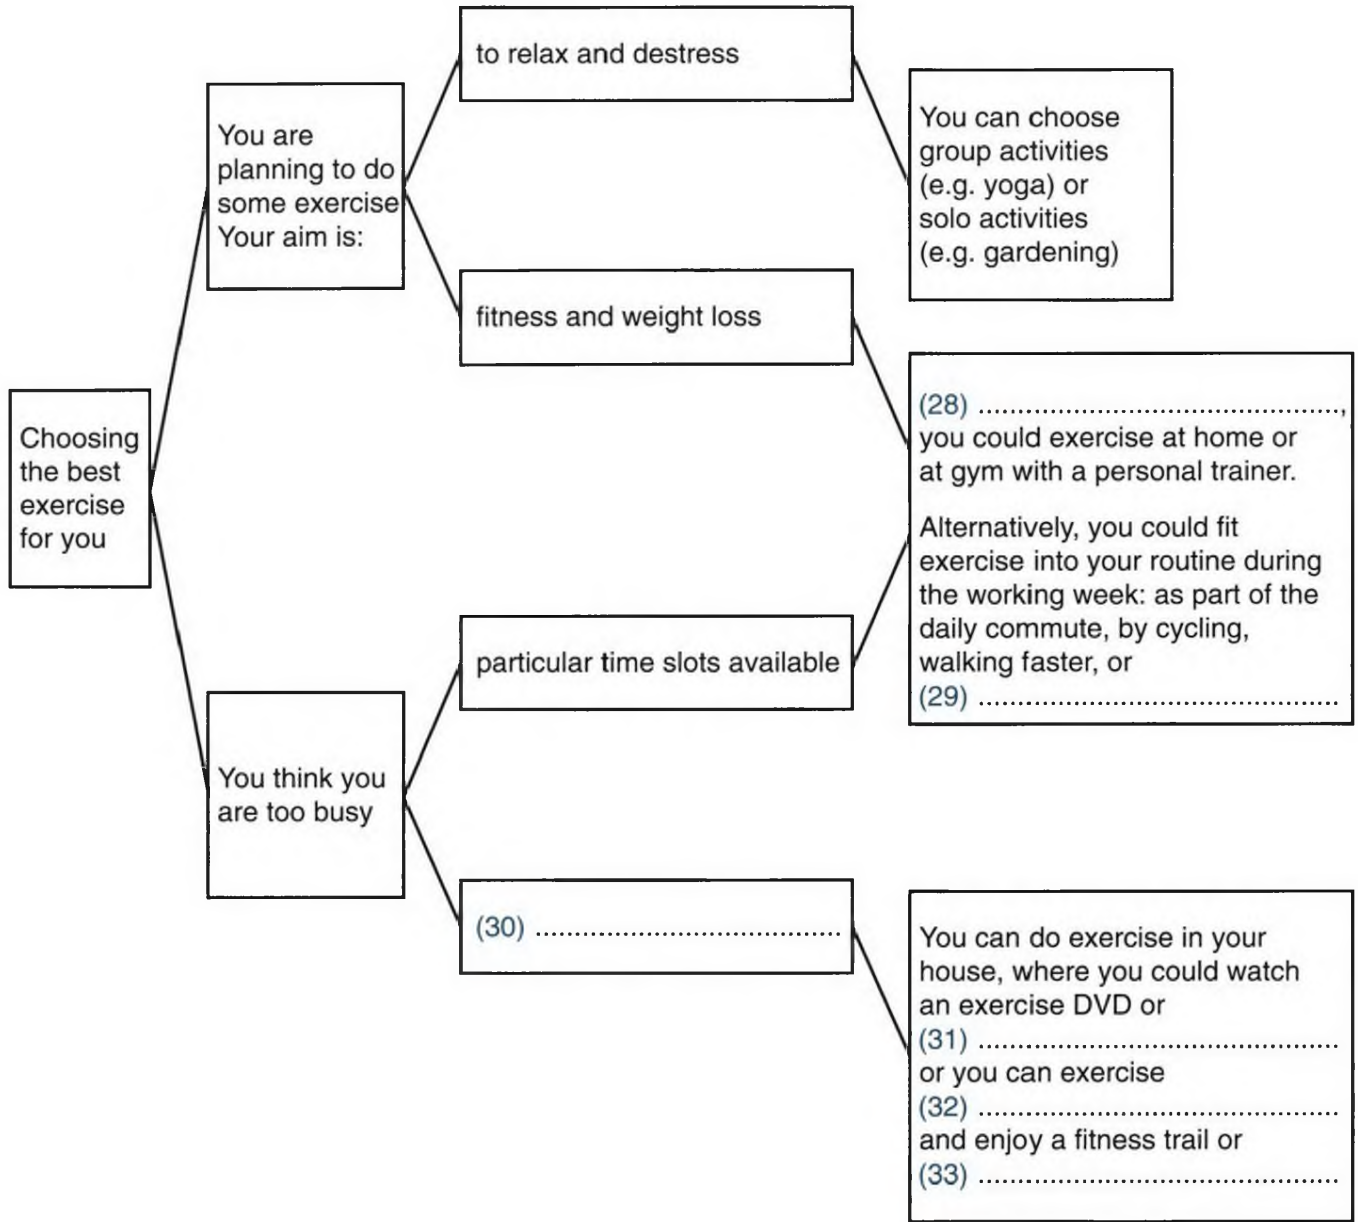 Choosing
the best
exercise
for you
You are
planning to do
some exercise
Your aim is:
to relax and destress
You can choose
group activities
(e.g. yoga) or
solo activities
(e.g. gardening)
fitness and weight loss
(28) ..........................................,
you could exercise at home or
at gym with a personal trainer.
Alternatively, you could fit
exercise into your routine during
the working week: as part of the
daily commute, by cycling,
walking faster, or
(29) ..........................................
You think you
are too busy
particular time slots available
(30) ....................................
You can do exercise in your
house, where you could watch
an exercise DVD or
(31) ..........................................
or you can exercise
(32) ..........................................
and enjoy a fitness trail or
(33) ..........................................